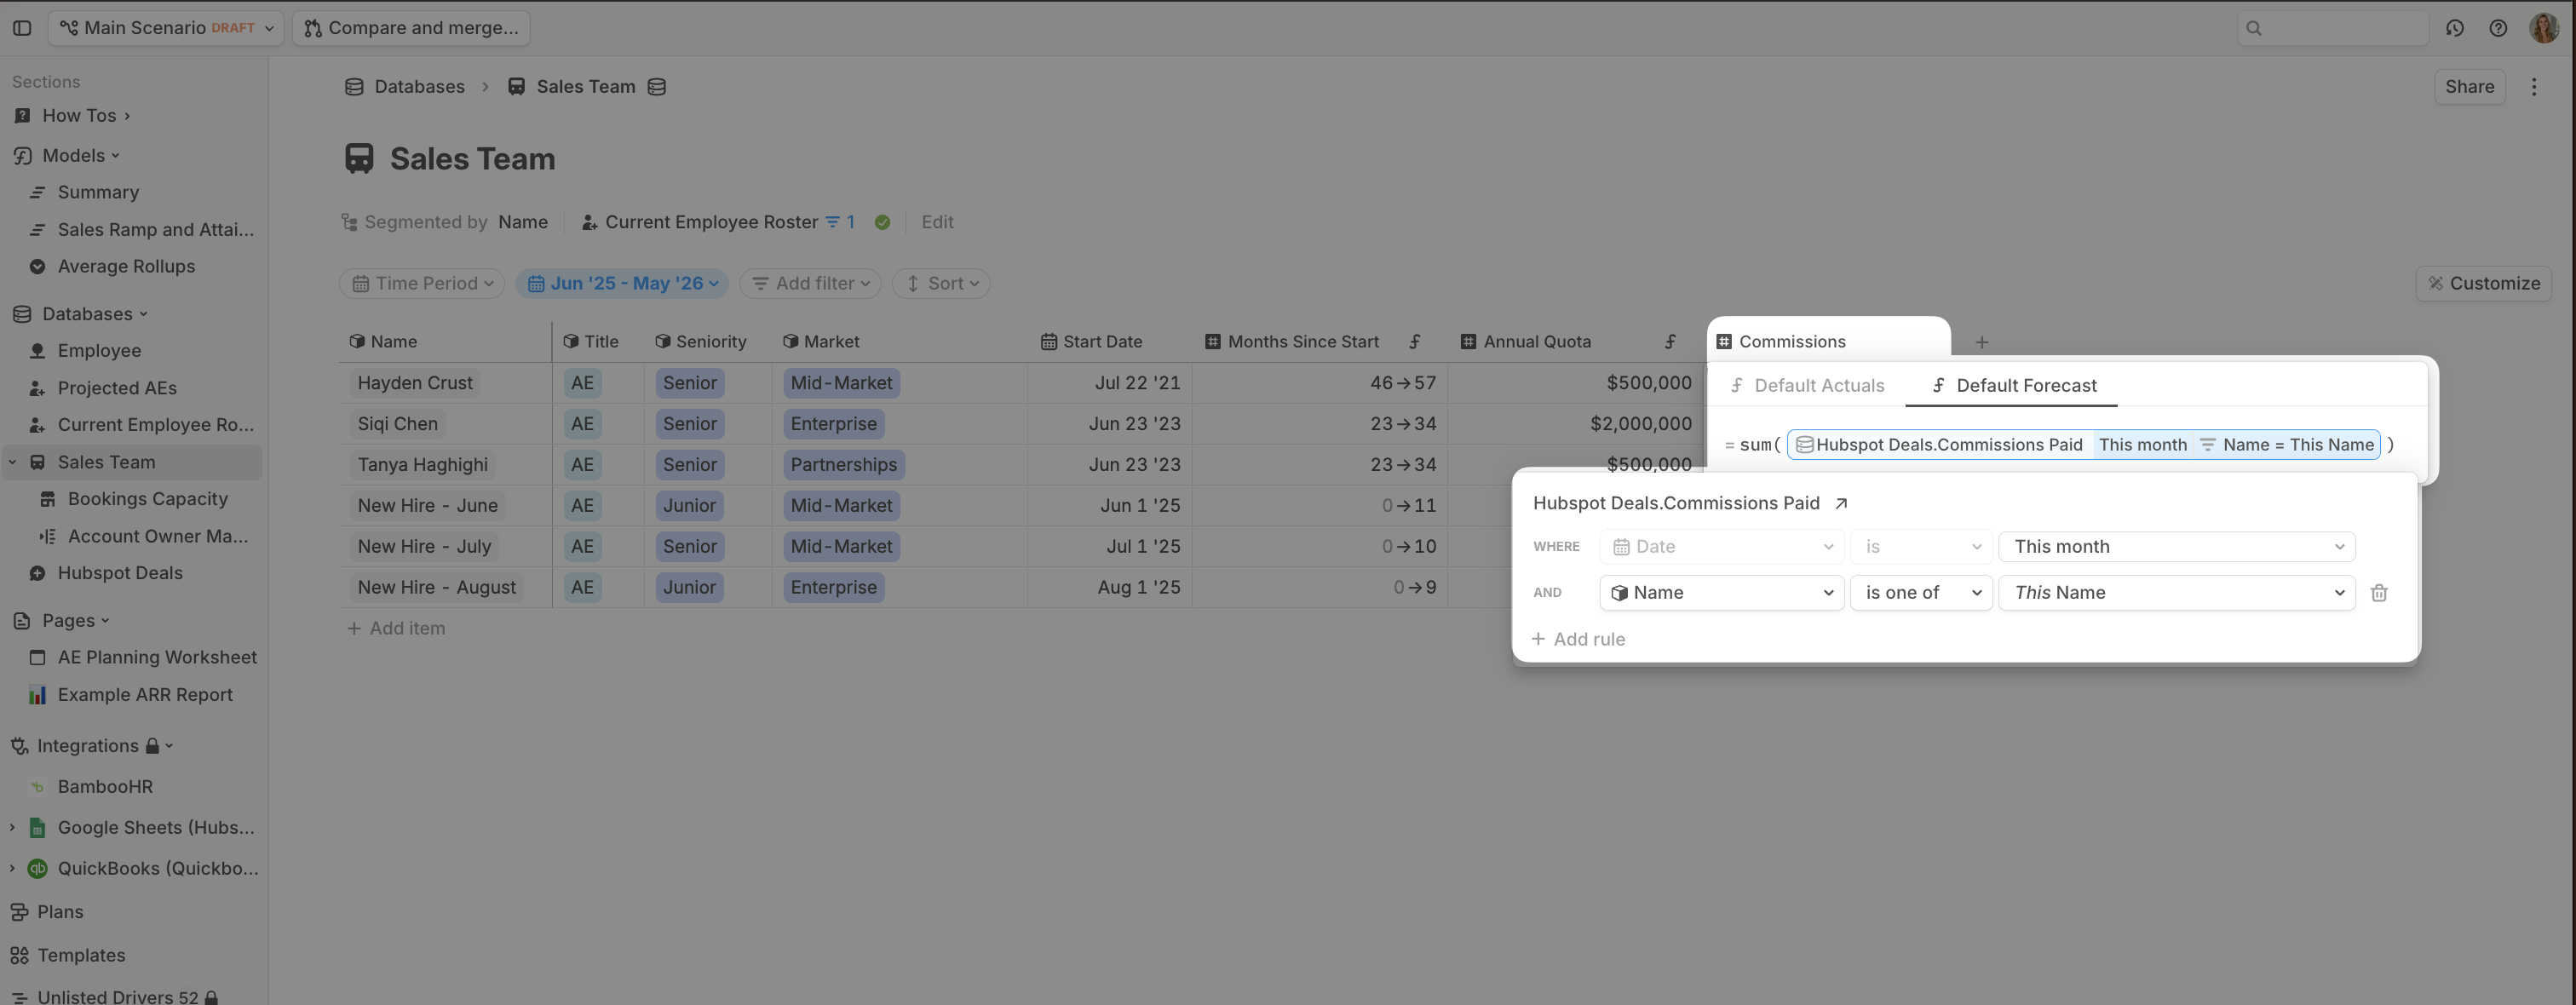 Main Scenario DRAFT
Compare and merge...
Sections
How Tos
Models
Summary
Sales Ramp and Attai...
Average Rollups
Databases
Employee
Projected AEs
Current Employee Ro...
Sales Team
Bookings Capacity
Account Owner Ma...
Hubspot Deals
Pages
AE Planning Worksheet
Example ARR Report
Integrations
BambooHR
Google Sheets (Hubs...
QuickBooks (Quickbo...
Plans
Templates
Unlisted Drivers 52
Databases > Sales Team
Share
Sales Team
Segmented by Name Current Employee Roster 1 Edit
Time Period Jun '25 - May '26 Add filter Sort
Customize
Name Title Seniority Market Start Date Months Since Start Annual Quota Commissions +
Hayden Crust AE Senior Mid-Market Jul 22 '21 46→57 $500,000
Siqi Chen AE Senior Enterprise Jun 23 '23 23→34 $2,000,000
Tanya Haghighi AE Senior Partnerships Jun 23 '23 23→34 $500,000
New Hire - June AE Junior Mid-Market Jun 1 '25 0→11
New Hire - July AE Senior Mid-Market Jul 1 '25 0→10
New Hire - August AE Junior Enterprise Aug 1 '25 0→9
+ Add item
Default Actuals Default Forecast
= sum( Hubspot Deals.Commissions Paid This month Name = This Name )
Hubspot Deals.Commissions Paid
WHERE Date is This month
AND Name is one of This Name
+ Add rule